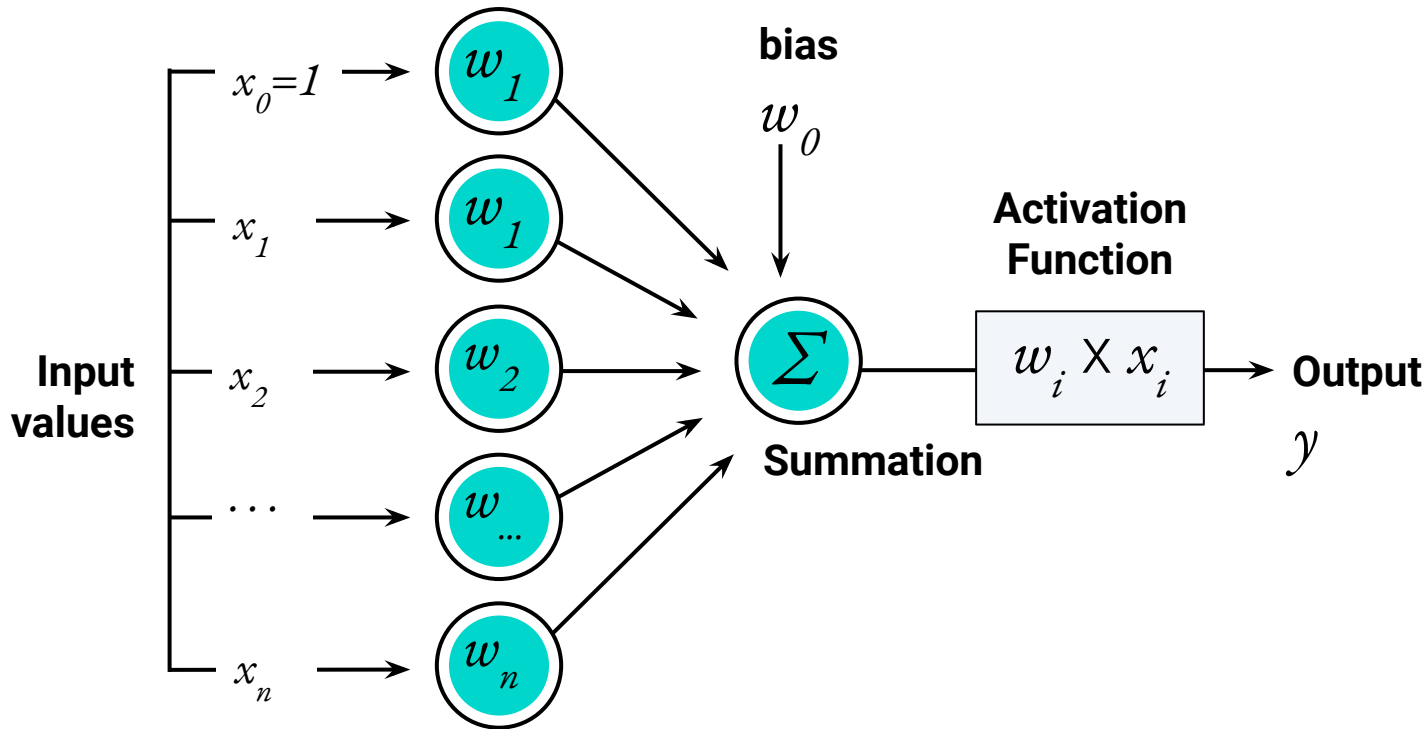 x₀=1
w₁
bias
w₀
x₁
w₁
Activation
Function
Input
values
x₂
w₂
Σ
wᵢ X xᵢ
Output
y
Summation
...
w...
xₙ
wₙ